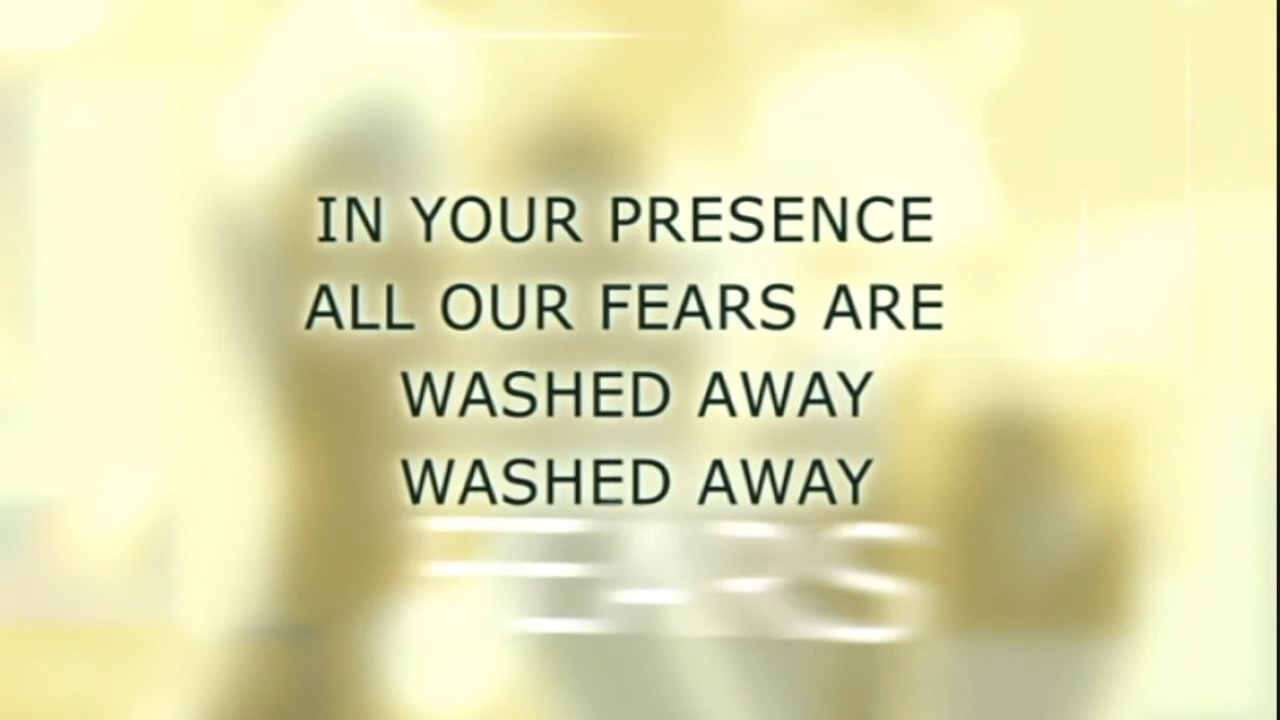 IN YOUR PRESENCE
ALL OUR FEARS ARE
WASHED AWAY
WASHED AWAY